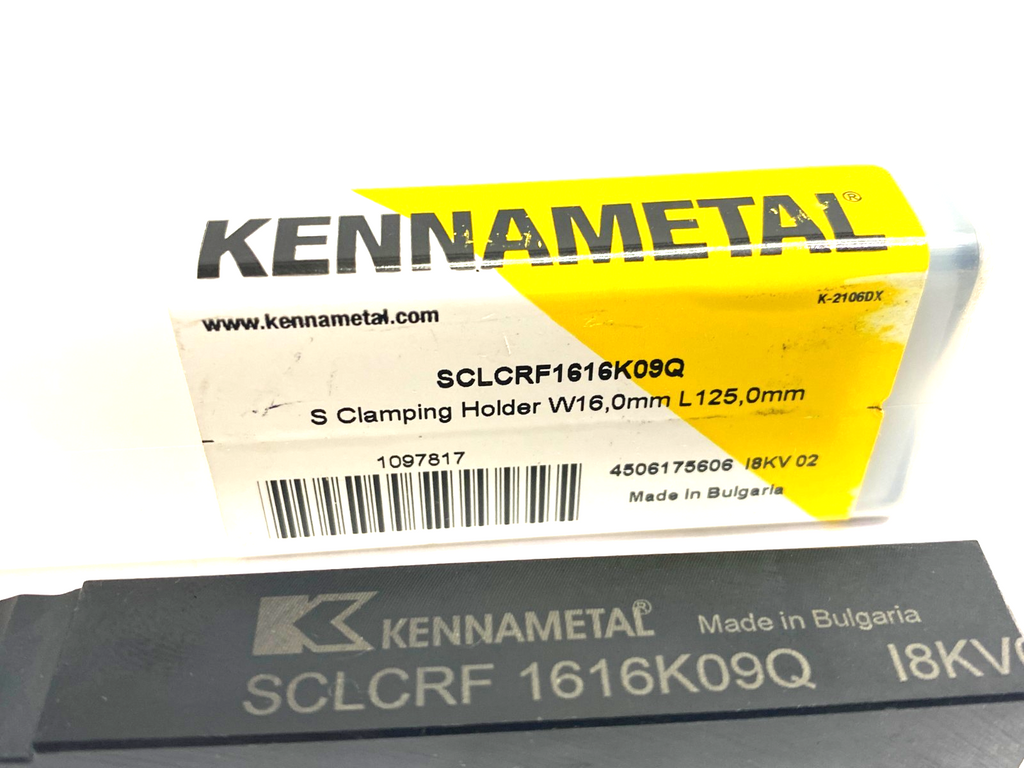 KENNAMETAL®
K-2106DX
www.kennametal.com
SCLCRF1616K09Q
S Clamping Holder W16,0mm L125,0mm
1097817
4506175606 I8KV 02
Made In Bulgaria
KENNAMETAL® Made in Bulgaria
SCLCRF 1616K09Q I8KV0